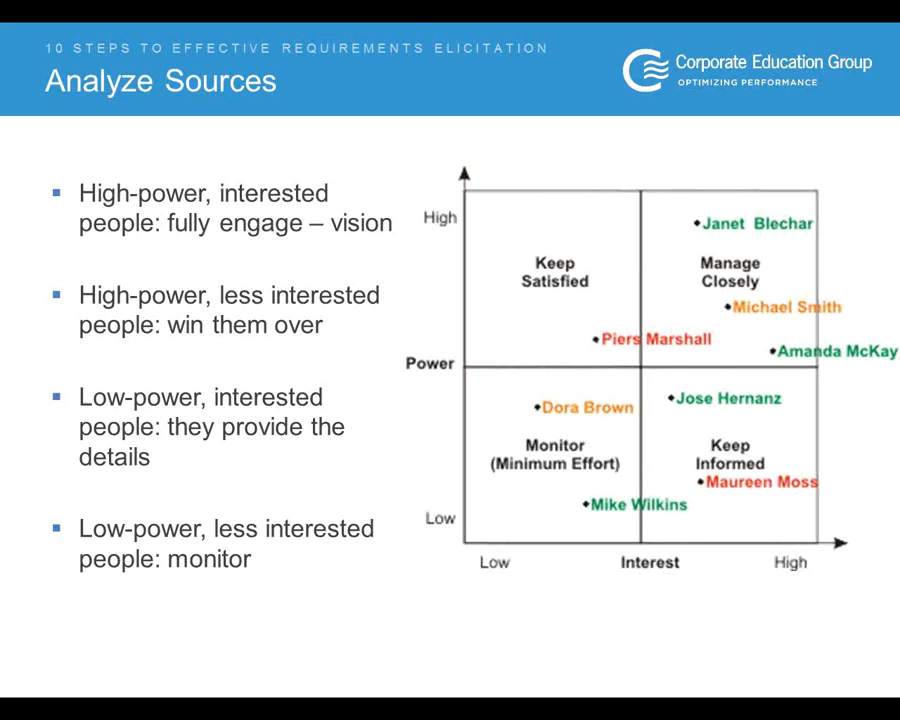 10 STEPS TO EFFECTIVE REQUIREMENTS ELICITATION
Analyze Sources
Corporate Education Group
OPTIMIZING PERFORMANCE
High-power, interested
people: fully engage – vision
High-power, less interested
people: win them over
Low-power, interested
people: they provide the
details
Low-power, less interested
people: monitor
High
Janet Blechar
Keep
Satisfied
Manage
Closely
Michael Smith
Piers Marshall
Amanda McKay
Power
Dora Brown
Jose Hernanz
Monitor
(Minimum Effort)
Keep
Informed
Maureen Moss
Mike Wilkins
Low
Low
Interest
High